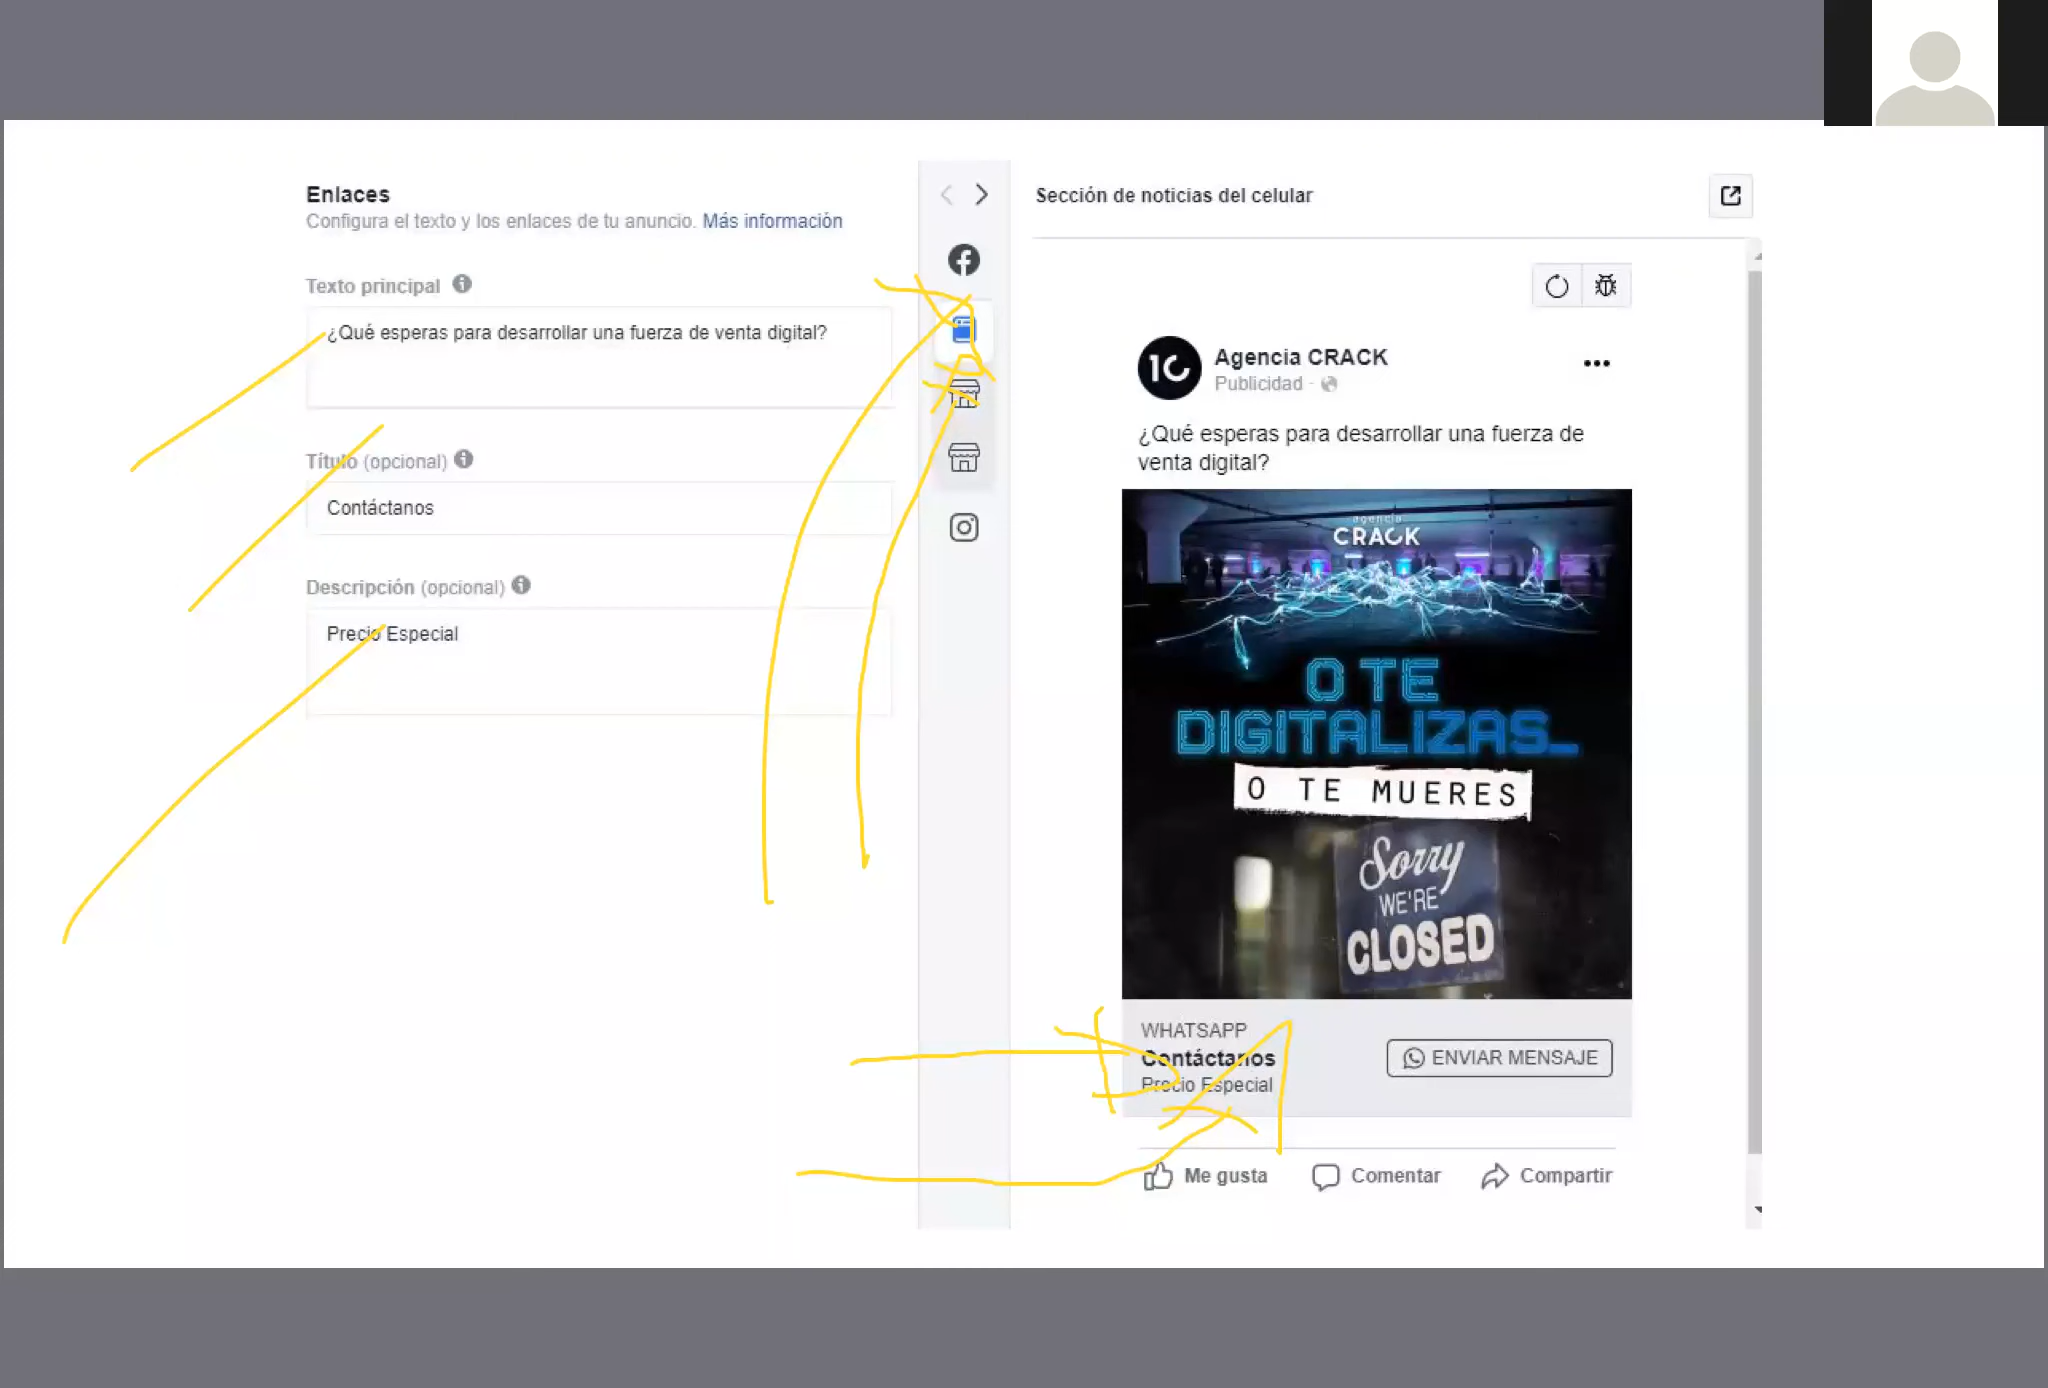 Enlaces
Configura el texto y los enlaces de tu anuncio. Más información
Texto principal
¿Qué esperas para desarrollar una fuerza de venta digital?
Título (opcional)
Contáctanos
Descripción (opcional)
Precio Especial
Sección de noticias del celular
1C
Agencia CRACK
Publicidad ·
¿Qué esperas para desarrollar una fuerza de
venta digital?
agencia
CRACK
O TE
DIGITALIZAS_
O TE MUERES
Sorry
WE'RE
CLOSED
WHATSAPP
Contáctanos
Precio Especial
ENVIAR MENSAJE
Me gusta
Comentar
Compartir